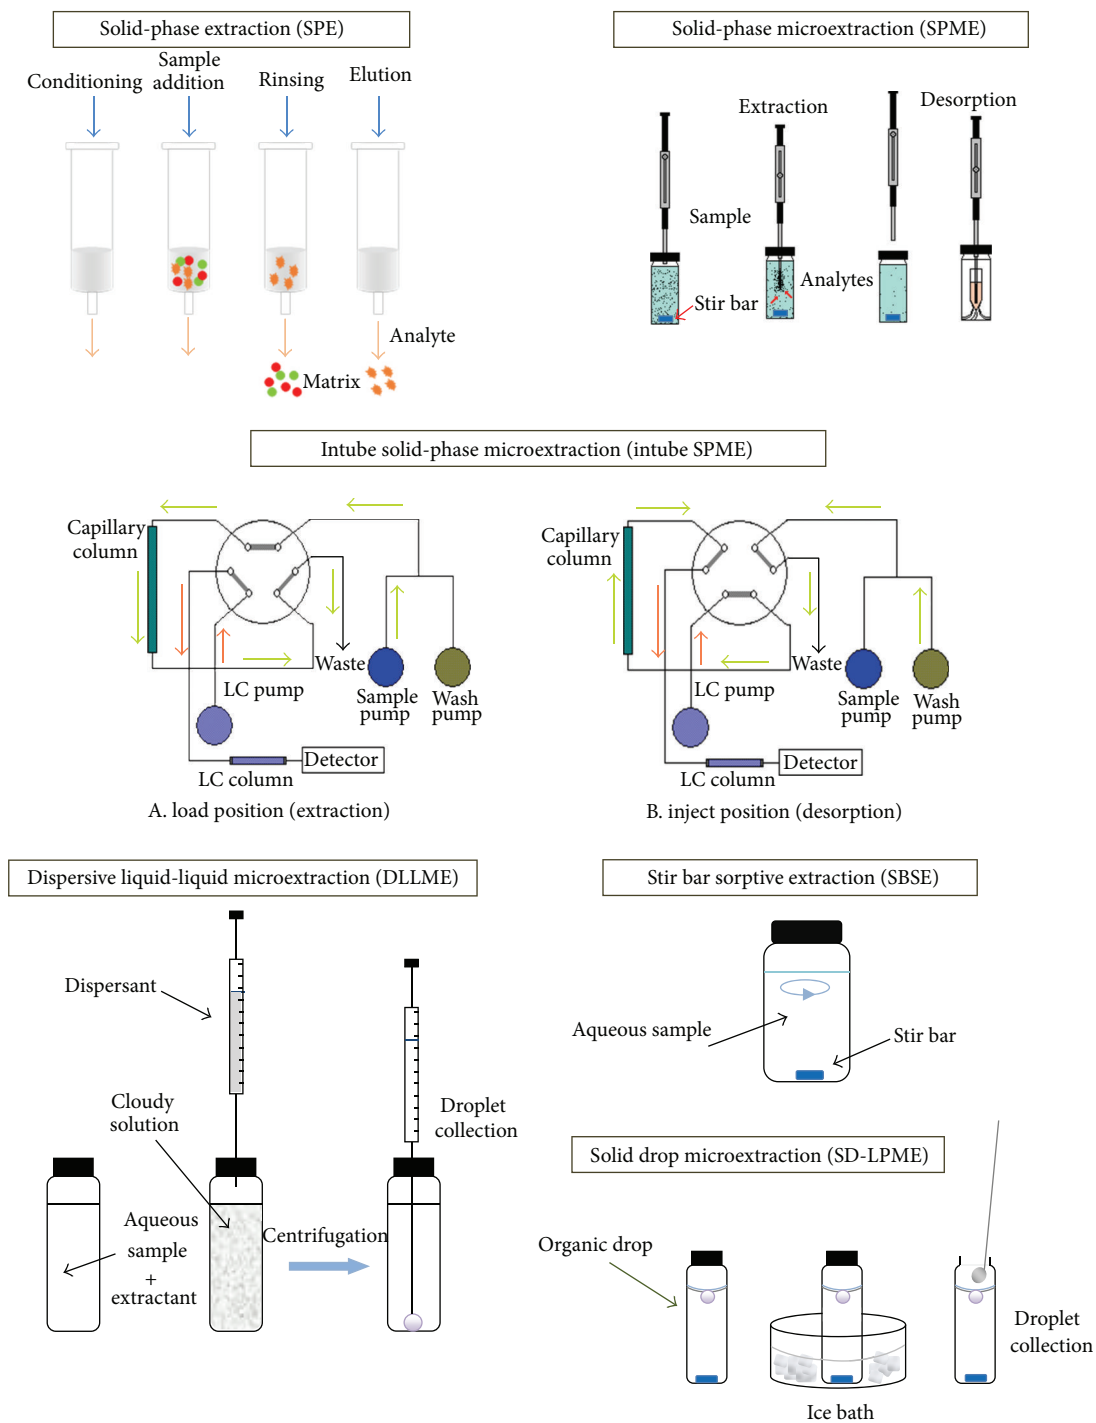 Solid-phase extraction (SPE)
Conditioning
Sample
addition
Rinsing
Elution
Analyte
Matrix
Solid-phase microextraction (SPME)
Extraction
Desorption
Sample
Analytes
Stir bar
Intube solid-phase microextraction (intube SPME)
Capillary
column
Waste
LC pump
Sample
pump
Wash
pump
Detector
LC column
A. load position (extraction)
Capillary
column
Waste
LC pump
Sample
pump
Wash
pump
Detector
LC column
B. inject position (desorption)
Dispersive liquid-liquid microextraction (DLLME)
Dispersant
Cloudy
solution
Droplet
collection
Aqueous
sample
+
extractant
Centrifugation
Stir bar sorptive extraction (SBSE)
Aqueous sample
Stir bar
Solid drop microextraction (SD-LPME)
Organic drop
Droplet
collection
Ice bath